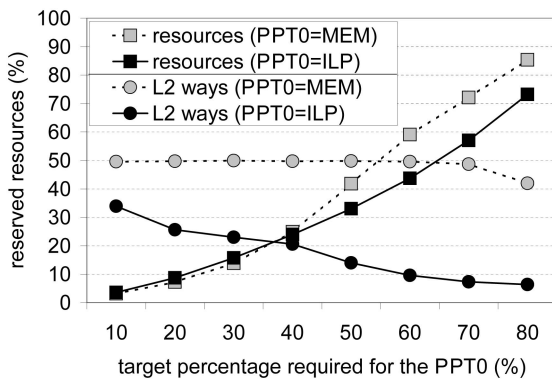 100
90
80
70
60
50
40
30
20
10
0
reserved resources (%)
resources (PPT0=MEM)
resources (PPT0=ILP)
L2 ways (PPT0=MEM)
L2 ways (PPT0=ILP)
10 20 30 40 50 60 70 80
target percentage required for the PPT0 (%)